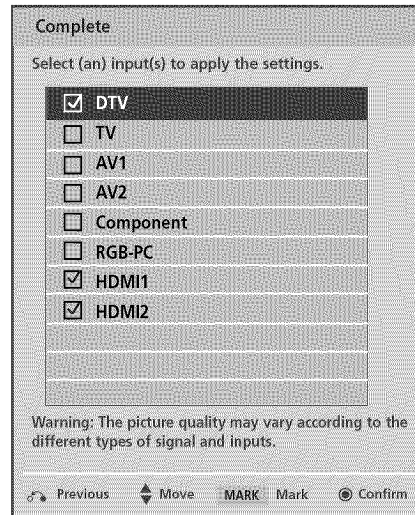 Complete
Select (an) input(s) to apply the settings.
DTV
TV
AV1
AV2
Component
RGB-PC
HDMI1
HDMI2
Warning: The picture quality may vary according to the
different types of signal and inputs.
Previous Move MARK Mark Confirm